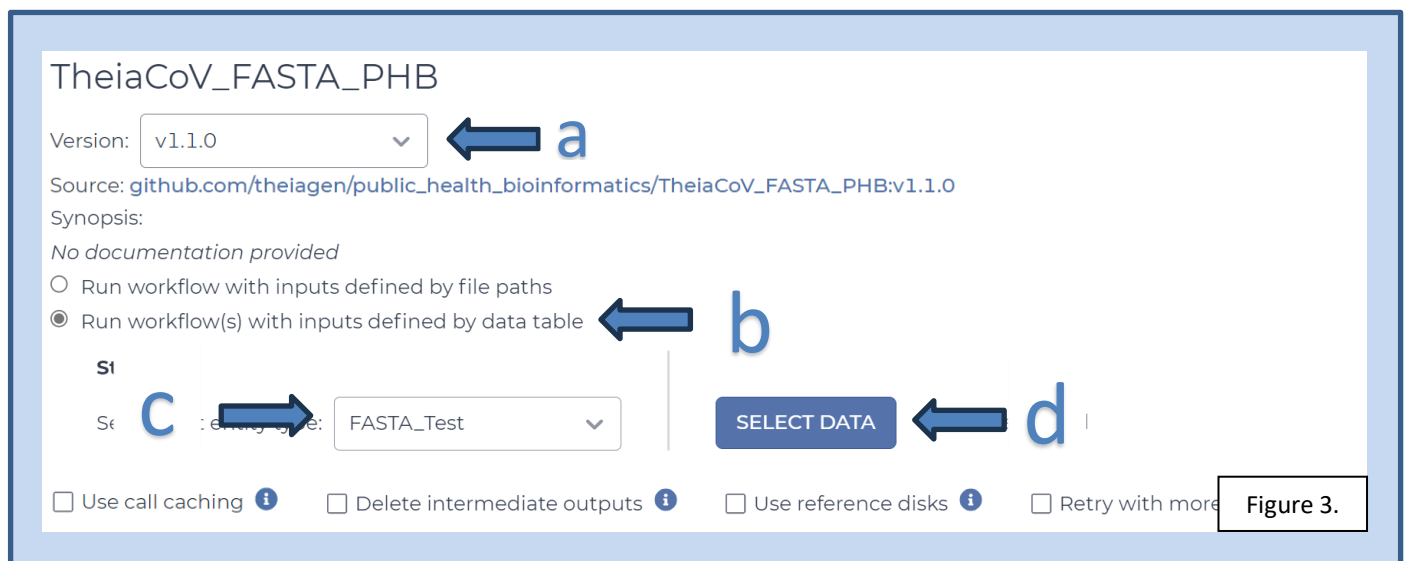 TheiaCoV_FASTA_PHB
Version: v1.1.0 a
Source: github.com/theiagen/public_health_bioinformatics/TheiaCoV_FASTA_PHB:v1.1.0
Synopsis:
No documentation provided
Run workflow with inputs defined by file paths
Run workflow(s) with inputs defined by data table b
c FASTA_Test SELECT DATA d
Use call caching Delete intermediate outputs Use reference disks Retry with more
Figure 3.